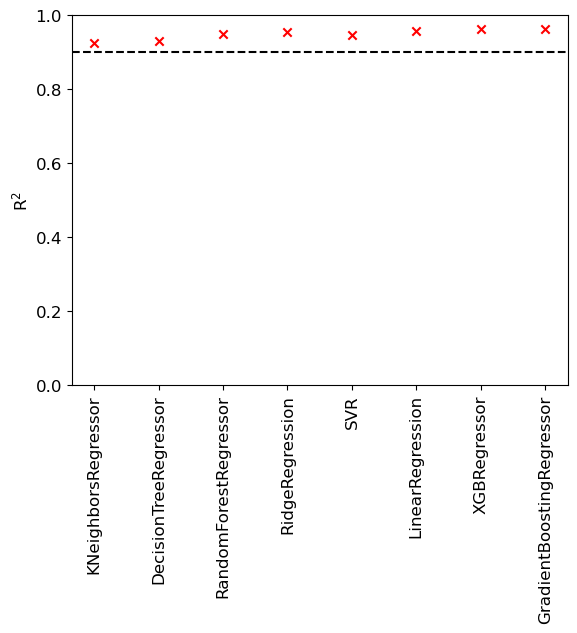 1.0
0.8
0.6
0.4
0.2
0.0
R²
KNeighborsRegressor
DecisionTreeRegressor
RandomForestRegressor
RidgeRegression
SVR
LinearRegression
XGBRegressor
GradientBoostingRegressor